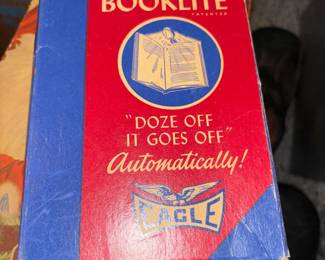 BOOKLITE
PATENTED
"DOZE OFF
IT GOES OFF"
Automatically!
EAGLE